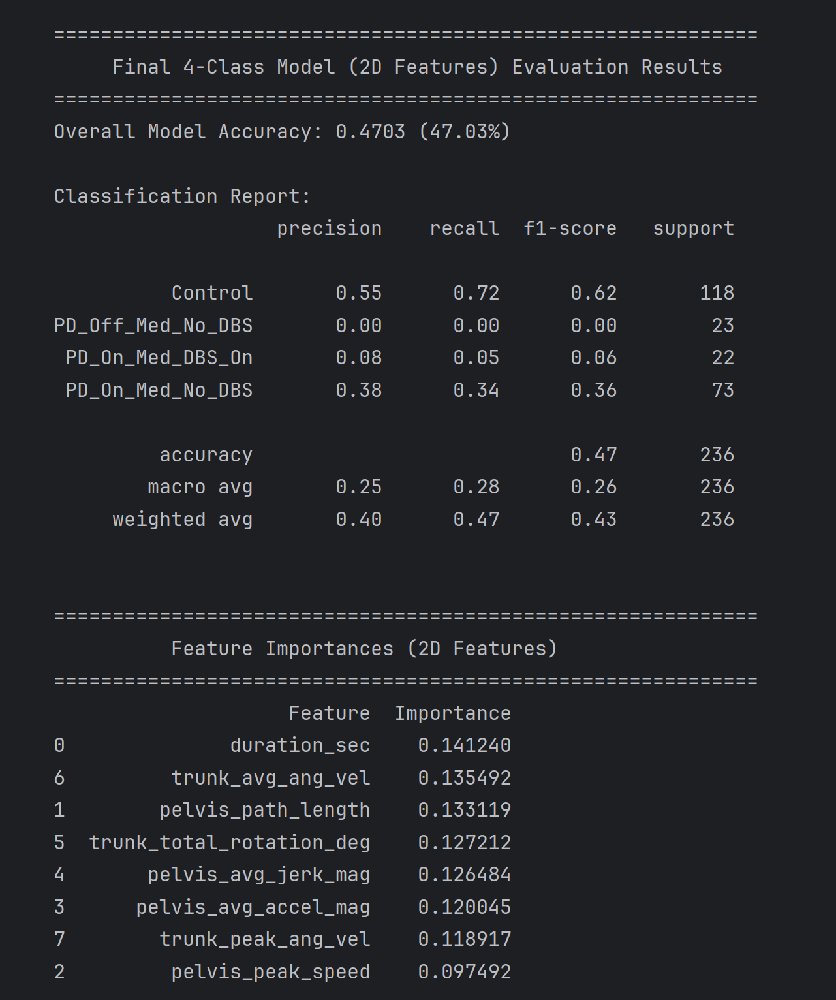 ============================================================
     Final 4-Class Model (2D Features) Evaluation Results
============================================================
Overall Model Accuracy: 0.4703 (47.03%)

Classification Report:
                   precision    recall  f1-score   support

          Control       0.55      0.72      0.62       118
PD_Off_Med_No_DBS       0.00      0.00      0.00        23
 PD_On_Med_DBS_On       0.08      0.05      0.06        22
 PD_On_Med_No_DBS       0.38      0.34      0.36        73

         accuracy                           0.47       236
        macro avg       0.25      0.28      0.26       236
     weighted avg       0.40      0.47      0.43       236


============================================================
          Feature Importances (2D Features)
============================================================
                    Feature  Importance
0              duration_sec    0.141240
6         trunk_avg_ang_vel    0.135492
1        pelvis_path_length    0.133119
5  trunk_total_rotation_deg    0.127212
4       pelvis_avg_jerk_mag    0.126484
3      pelvis_avg_accel_mag    0.120045
7        trunk_peak_ang_vel    0.118917
2         pelvis_peak_speed    0.097492